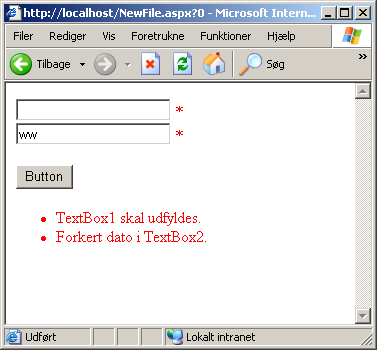 http://localhost/NewFile.aspx?0 - Microsoft Intern...
Filer Rediger Vis Foretrukne Funktioner Hjælp
Tilbage Søg »
*
ww *
Button
• TextBox1 skal udfyldes.
• Forkert dato i TextBox2.
Udført Lokalt intranet